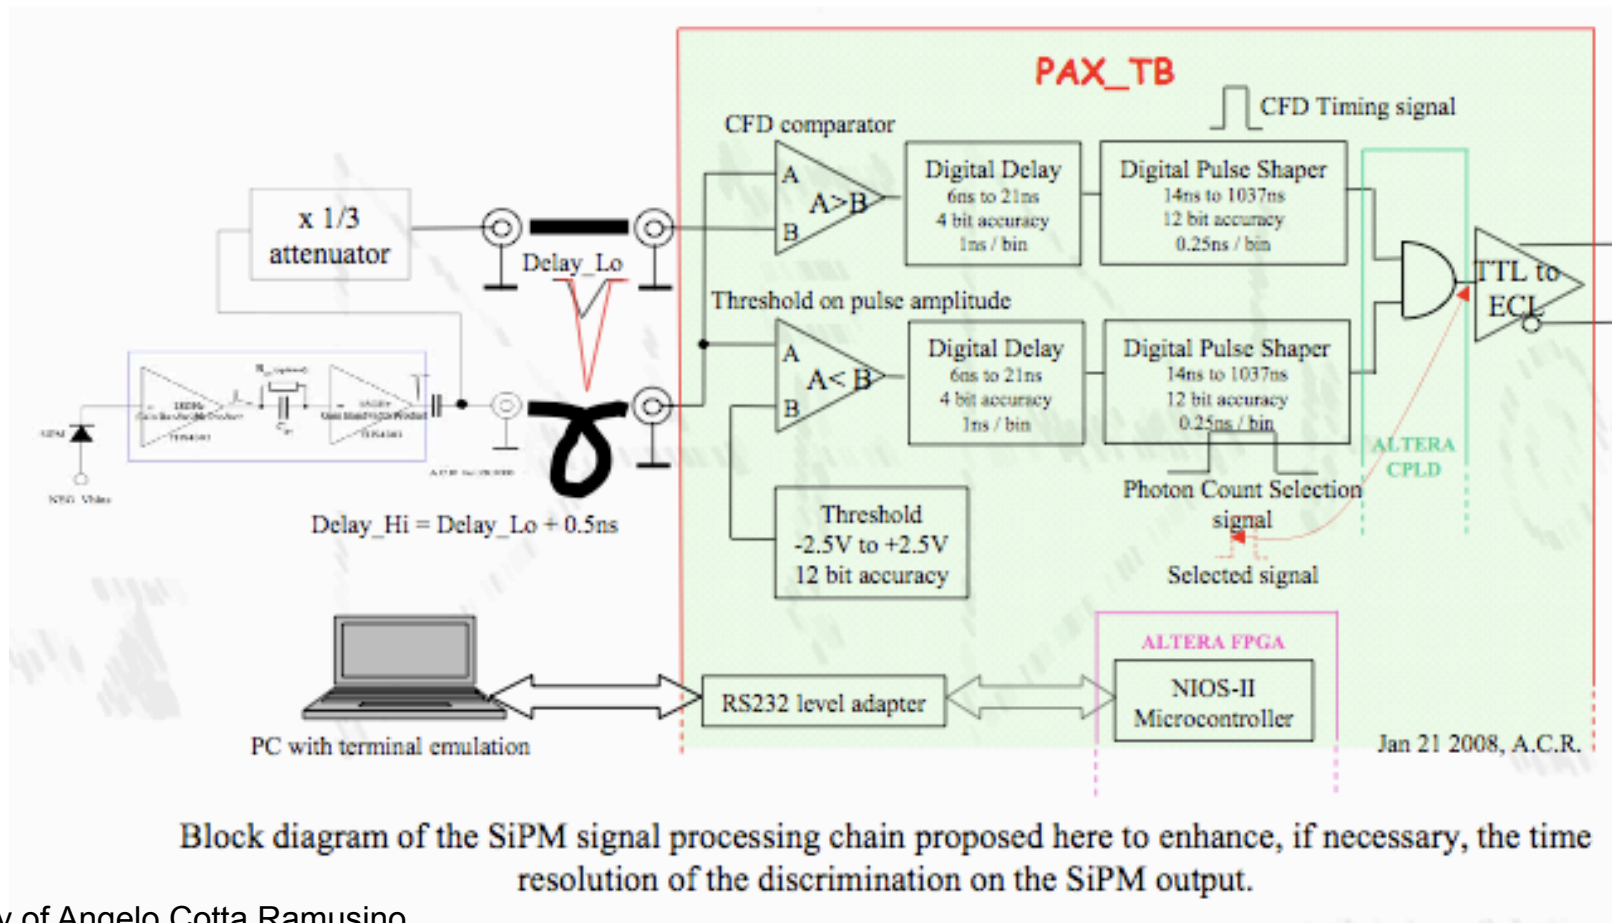 PAX_TB
CFD Timing signal
CFD comparator
x 1/3
attenuator
Delay_Lo
A
A>B
B
Digital Delay
6ns to 21ns
4 bit accuracy
1ns / bin
Digital Pulse Shaper
14ns to 1037ns
12 bit accuracy
0.25ns / bin
TTL to
ECL
Threshold on pulse amplitude
A
A< B
B
Digital Delay
6ns to 21ns
4 bit accuracy
1ns / bin
Digital Pulse Shaper
14ns to 1037ns
12 bit accuracy
0.25ns / bin
ALTERA
CPLD
SiPM
Delay_Hi = Delay_Lo + 0.5ns
Threshold
-2.5V to +2.5V
12 bit accuracy
Photon Count Selection
signal
Selected signal
ALTERA FPGA
NIOS-II
Microcontroller
RS232 level adapter
PC with terminal emulation
Jan 21 2008, A.C.R.
Block diagram of the SiPM signal processing chain proposed here to enhance, if necessary, the time
resolution of the discrimination on the SiPM output.
of Angelo Cotta Ramusino